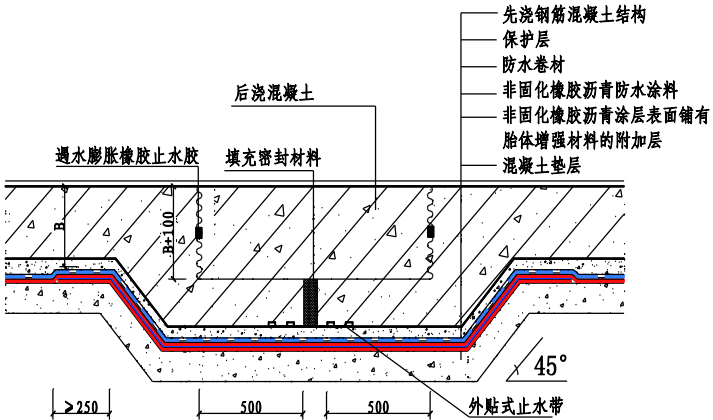 先浇钢筋混凝土结构
保护层
防水卷材
非固化橡胶沥青防水涂料
非固化橡胶沥青涂层表面铺有
胎体增强材料的附加层
混凝土垫层
后浇混凝土
遇水膨胀橡胶止水胶
填充密封材料
B
B+100
45°
外贴式止水带
≥250
500
500